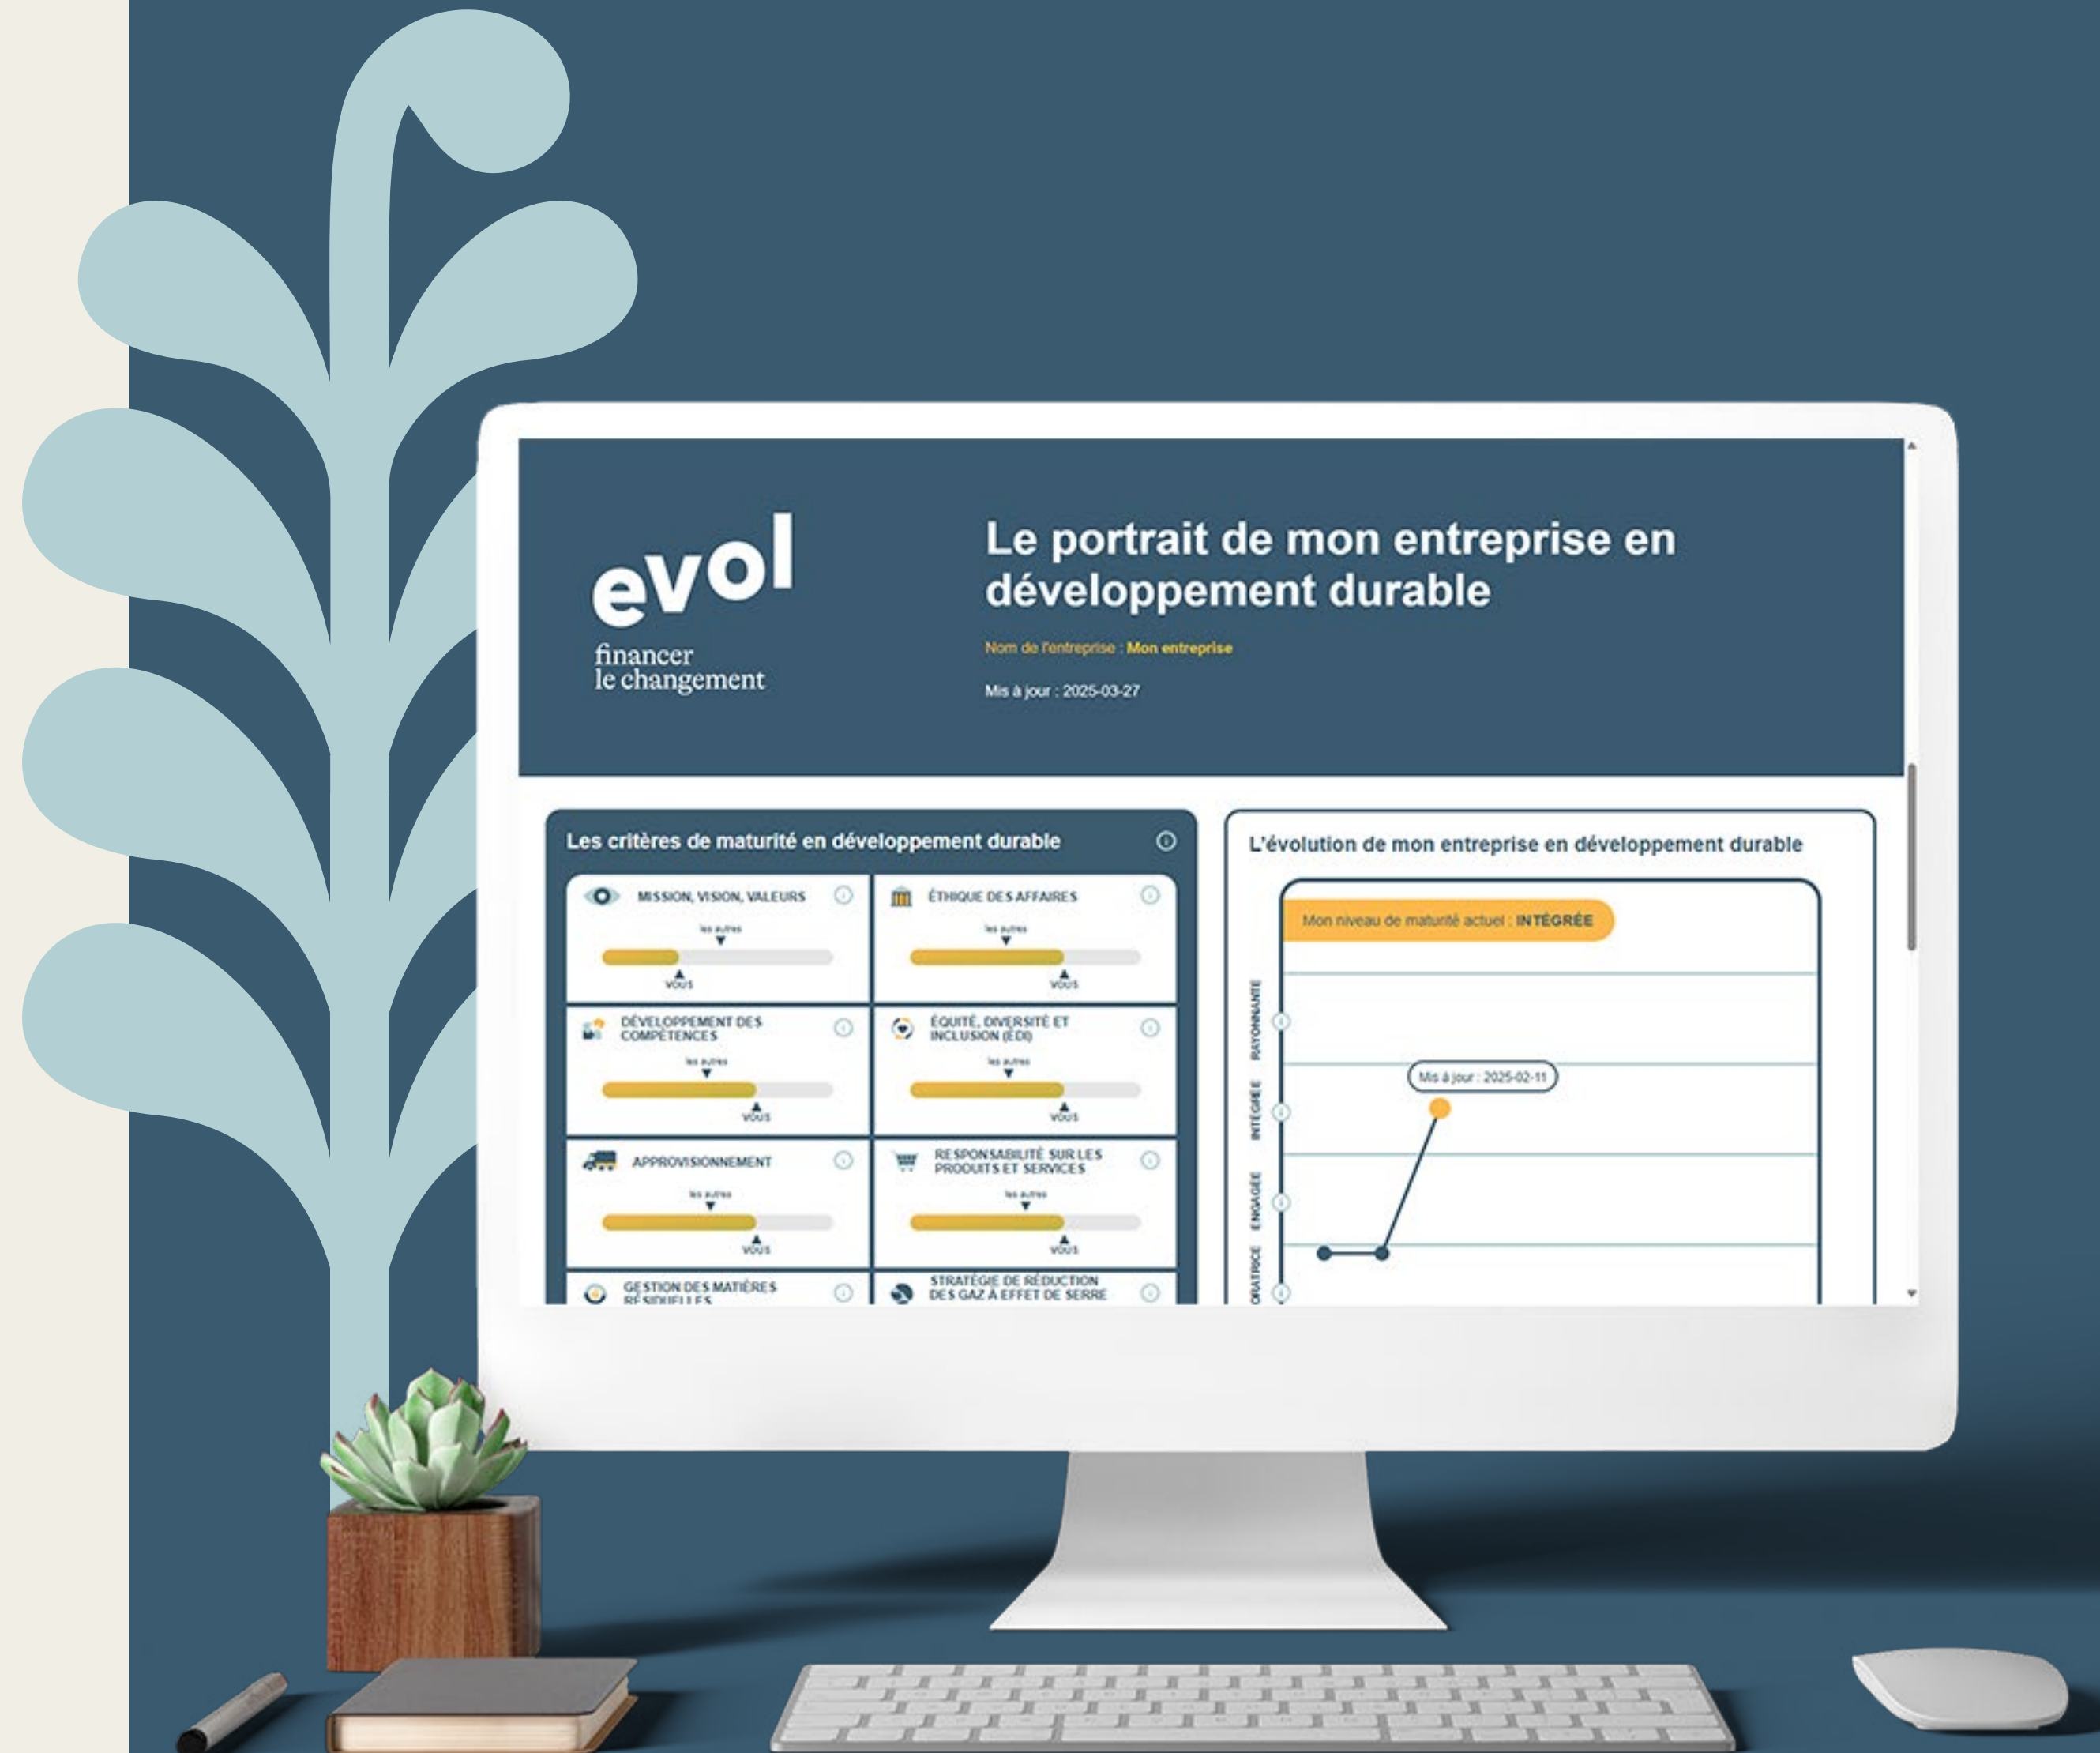 evol
financer
le changement
Le portrait de mon entreprise en
développement durable
Nom de l'entreprise : Mon entreprise
Mis à jour : 2025-03-27
Les critères de maturité en développement durable
MISSION, VISION, VALEURS
les autres
VOUS
ÉTHIQUE DES AFFAIRES
les autres
VOUS
DÉVELOPPEMENT DES
COMPÉTENCES
les autres
VOUS
ÉQUITÉ, DIVERSITÉ ET
INCLUSION (ÉDI)
les autres
VOUS
APPROVISIONNEMENT
les autres
VOUS
RESPONSABILITÉ SUR LES
PRODUITS ET SERVICES
les autres
VOUS
GESTION DES MATIÈRES
RÉSIDUELLES
STRATÉGIE DE RÉDUCTION
DES GAZ À EFFET DE SERRE
L'évolution de mon entreprise en développement durable
Mon niveau de maturité actuel : INTÉGRÉE
RAYONNANTE
INTÉGRÉE
ENGAGÉE
ORATRICE
Mis à jour : 2025-02-11